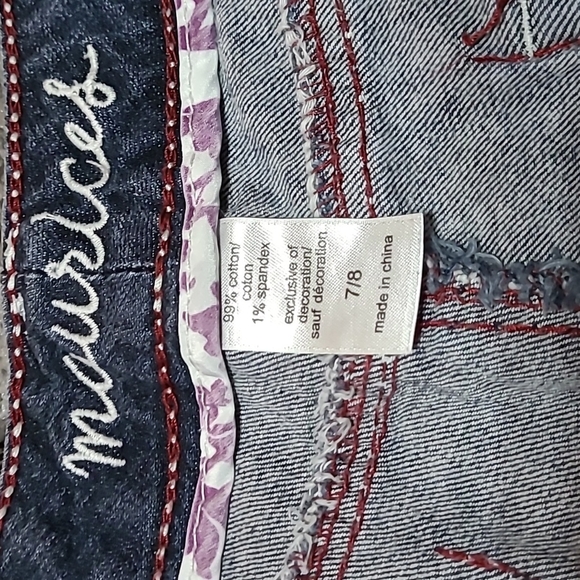 maurices
99% cotton/
coton
1% spandex
exclusive of
decoration/
sauf décoration
7/8
made in china